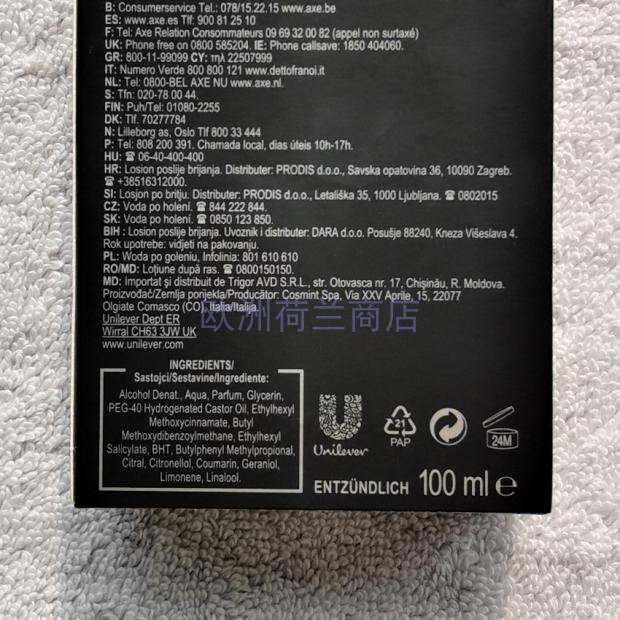 B: Consumerservice Tel.: 078/15.22.15 www.axe.be
ES: www.axe.es Tlf: 900 81 25 10
F: Tel: Axe Relation Consommateurs 09 69 32 00 82 (appel non surtaxé)
UK: Phone free on 0800 585204. IE: Phone callsave: 1850 404060.
GR: 800-11-99099 CY: τηλ 22507999
IT: Numero Verde 800 800 121 www.dettofranoi.it
NL: Tel: 0800-BEL AXE NU www.axe.nl.
S: Tfn: 020-78 00 44.
FIN: Puh/Tel: 01080-2255
DK: Tlf. 70277784
N: Lilleborg as, Oslo Tlf 800 33 444
P: Tel: 808 200 391. Chamada local, dias úteis 10h-17h.
HU: ☎ 06-40-400-400
HR: Losion poslije brijanja. Distributer: PRODIS d.o.o., Savska opatovina 36, 10090 Zagreb.
☎ +38516312000.
SI: Losjon po britju. Distributer: PRODIS d.o.o., Letališka 35, 1000 Ljubljana. ☎ 0802015
CZ: Voda po holení. ☎ 844 222 844.
SK: Voda po holení. ☎ 0850 123 850.
BIH : Losion poslije brijanja. Uvoznik i distributer: DARA d.o.o. Posušje 88240, Kneza Višeslava 4.
Rok upotrebe: vidjeti na pakovanju.
PL: Woda po goleniu, Infolinia: 801 610 610
RO/MD: Loțiune după ras. ☎ 0800150150.
MD: Importat și distribuit de Trigor AVD S.R.L., str. Otovasca nr. 17, Chișinău, R. Moldova.
Proizvođač/Zemlja porijekla/Producător: Cosmint Spa, Via XXV Aprile, 15, 22077
Olgiate Comasco (CO), Italia/Italija.
欧洲荷兰商店
Unilever Dept ER
Wirral CH63 3JW UK
www.unilever.com
INGREDIENTS/
Sastojci/Sestavine/Ingrediente:
Alcohol Denat., Aqua, Parfum, Glycerin,
PEG-40 Hydrogenated Castor Oil, Ethylhexyl
Methoxycinnamate, Butyl
Methoxydibenzoylmethane, Ethylhexyl
Salicylate, BHT, Butylphenyl Methylpropional,
Citral, Citronellol, Coumarin, Geraniol,
Limonene, Linalool.
Unilever
21
PAP
24M
ENTZÜNDLICH 100 ml ℮